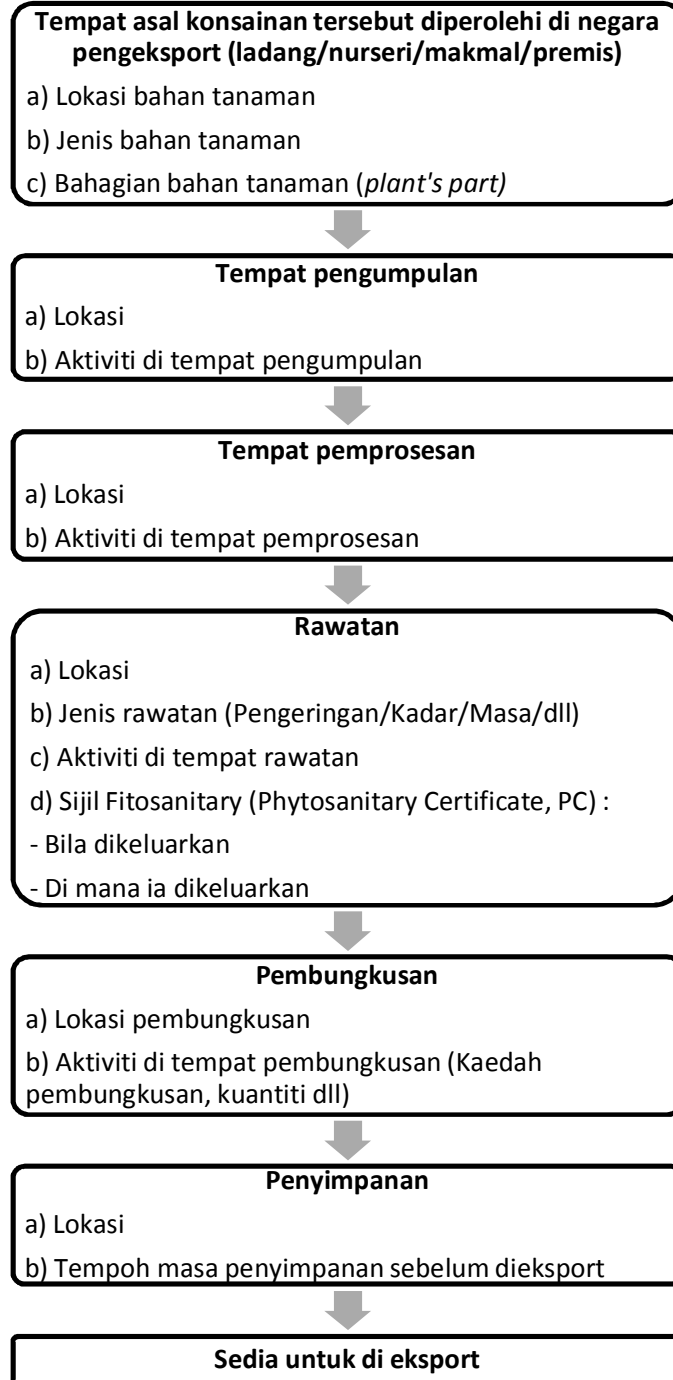 Tempat asal konsainan tersebut diperolehi di negara
pengeksport (ladang/nurseri/makmal/premis)
a) Lokasi bahan tanaman
b) Jenis bahan tanaman
c) Bahagian bahan tanaman (plant's part)
Tempat pengumpulan
a) Lokasi
b) Aktiviti di tempat pengumpulan
Tempat pemprosesan
a) Lokasi
b) Aktiviti di tempat pemprosesan
Rawatan
a) Lokasi
b) Jenis rawatan (Pengeringan/Kadar/Masa/dll)
c) Aktiviti di tempat rawatan
d) Sijil Fitosanitary (Phytosanitary Certificate, PC) :
- Bila dikeluarkan
- Di mana ia dikeluarkan
Pembungkusan
a) Lokasi pembungkusan
b) Aktiviti di tempat pembungkusan (Kaedah
pembungkusan, kuantiti dll)
Penyimpanan
a) Lokasi
b) Tempoh masa penyimpanan sebelum dieksport
Sedia untuk di eksport